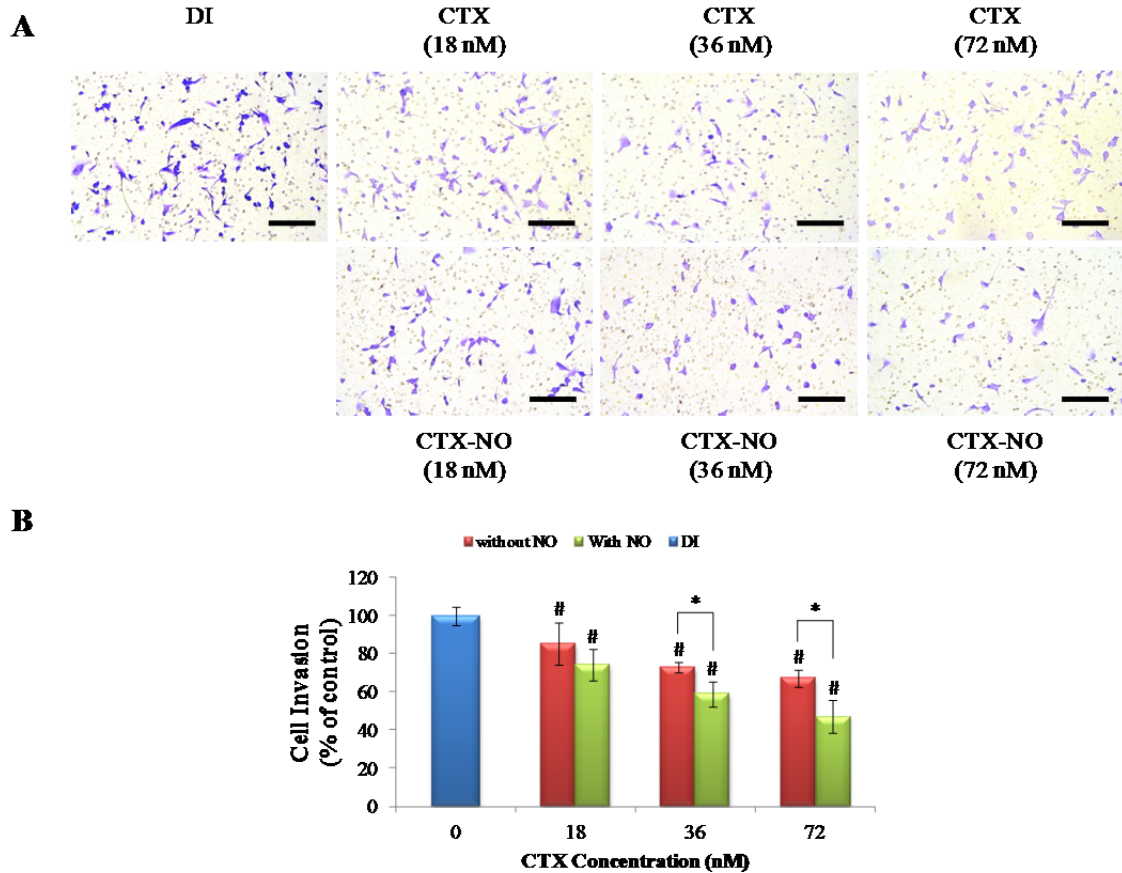 A
DI
CTX
(18 nM)
CTX
(36 nM)
CTX
(72 nM)
CTX-NO
(18 nM)
CTX-NO
(36 nM)
CTX-NO
(72 nM)
B
without NO With NO DI
Cell Invasion
(% of control)
120
100
80
60
40
20
0
#
#
*
#
#
*
#
#
0 18 36 72
CTX Concentration (nM)